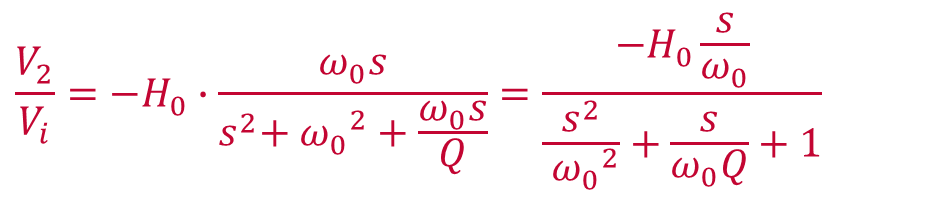 V₂/Vᵢ = −H₀ · (ω₀s)/(s² + ω₀² + (ω₀s)/Q) = (−H₀ s/ω₀)/(s²/ω₀² + s/(ω₀Q) + 1)